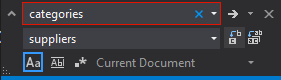 categories
suppliers
Aa Ab .* Current Document